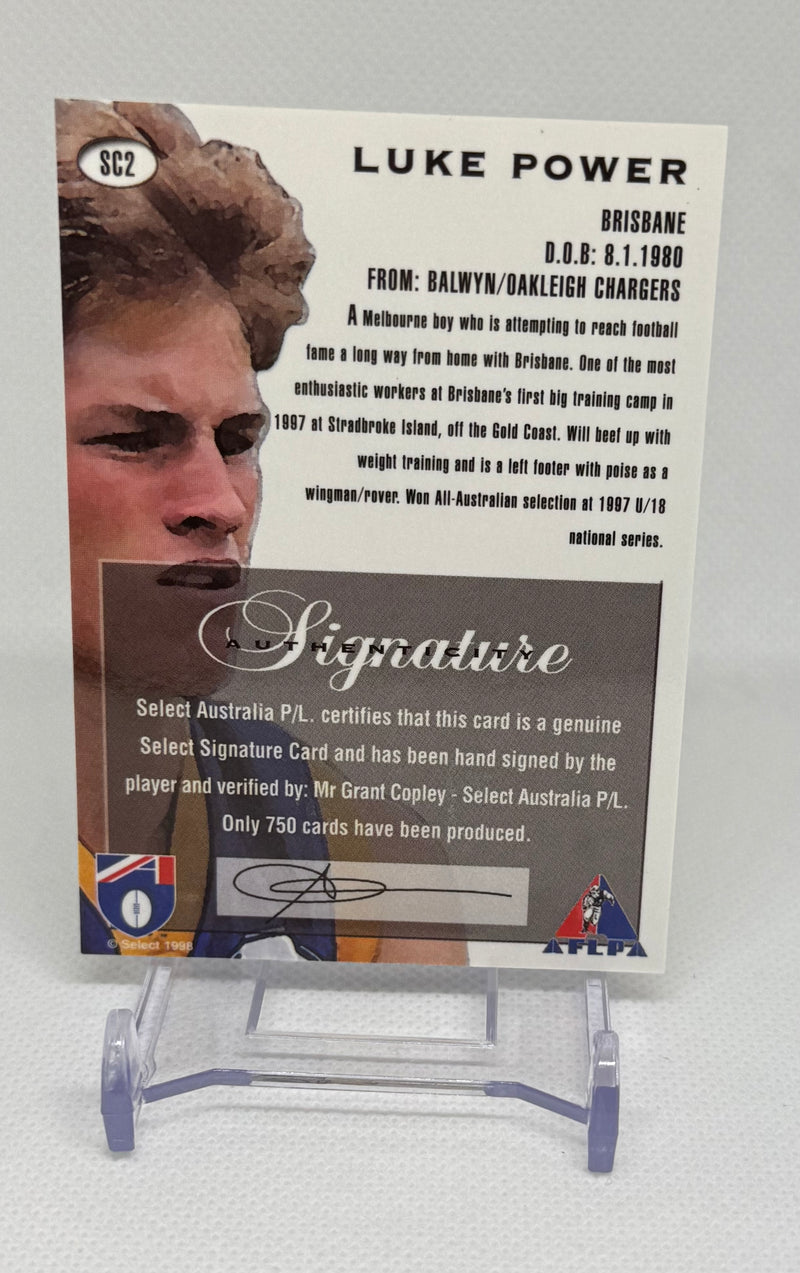 SC2
LUKE POWER
BRISBANE
D.O.B: 8.1.1980
FROM: BALWYN/OAKLEIGH CHARGERS
A Melbourne boy who is attempting to reach football
fame a long way from home with Brisbane. One of the most
enthusiastic workers at Brisbane's first big training camp in
1997 at Stradbroke Island, off the Gold Coast. Will beef up with
weight training and is a left footer with poise as a
wingman/rover. Won All-Australian selection at 1997 U/18
national series.
Signature
AUTHENTICITY
Select Australia P/L. certifies that this card is a genuine
Select Signature Card and has been hand signed by the
player and verified by: Mr Grant Copley - Select Australia P/L.
Only 750 cards have been produced.
© Select 1998
AFLPA